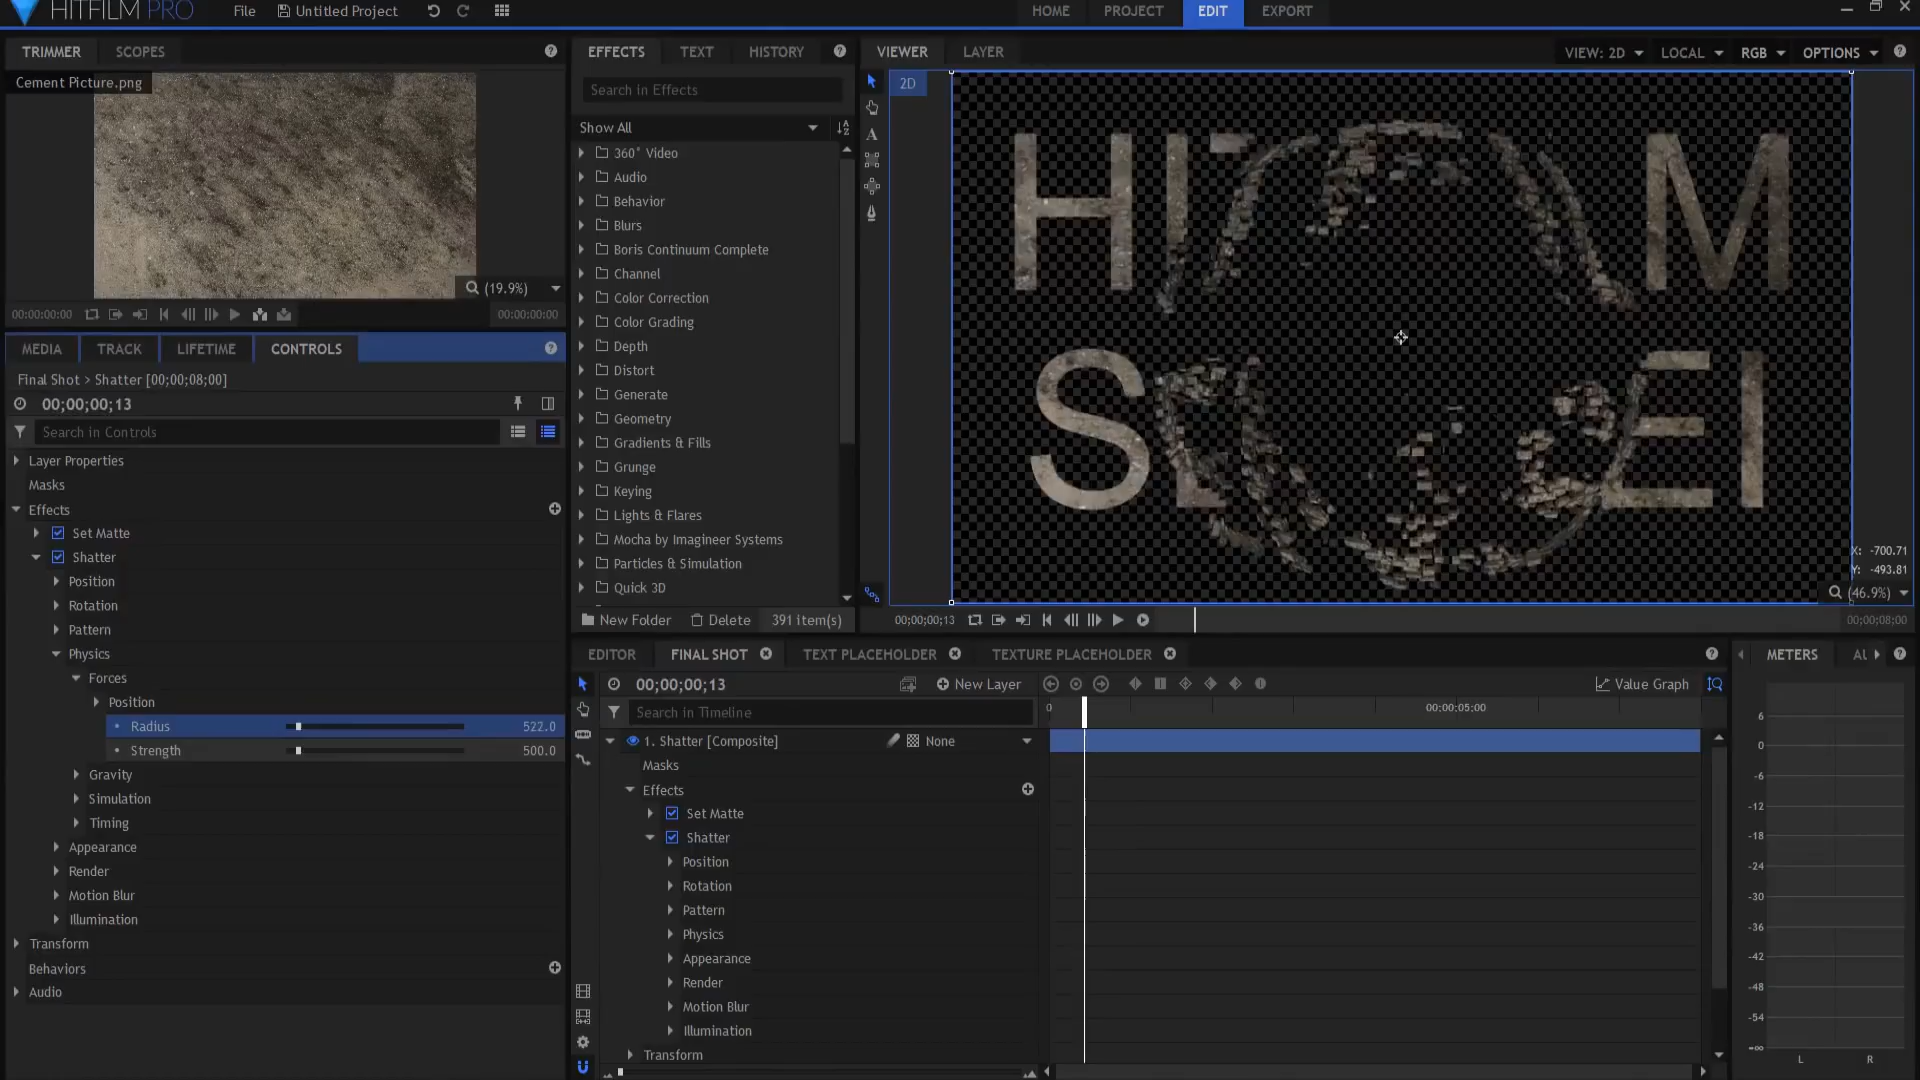 HITFILM PRO
File
Untitled Project
HOME
PROJECT
EDIT
EXPORT
TRIMMER
SCOPES
Cement Picture.png
(19.9%)
00:00:00:00
00:00:00:00
MEDIA
TRACK
LIFETIME
CONTROLS
Final Shot > Shatter [00;00;08;00]
00;00;00;13
Search in Controls
Layer Properties
Masks
Effects
Set Matte
Shatter
Position
Rotation
Pattern
Physics
Forces
Position
Radius 522.0
Strength 500.0
Gravity
Simulation
Timing
Appearance
Render
Motion Blur
Illumination
Transform
Behaviors
Audio
EFFECTS
TEXT
HISTORY
Search in Effects
Show All
360° Video
Audio
Behavior
Blurs
Boris Continuum Complete
Channel
Color Correction
Color Grading
Depth
Distort
Generate
Geometry
Gradients & Fills
Grunge
Keying
Lights & Flares
Mocha by Imagineer Systems
Particles & Simulation
Quick 3D
New Folder
Delete
391 item(s)
VIEWER
LAYER
VIEW: 2D
LOCAL
RGB
OPTIONS
2D
X: -700.71
Y: -493.81
(46.9%)
00;00;00;13
00;00;08;00
EDITOR
FINAL SHOT
TEXT PLACEHOLDER
TEXTURE PLACEHOLDER
00;00;00;13
New Layer
Value Graph
Search in Timeline
0
00;00;05;00
1. Shatter [Composite]
None
Masks
Effects
Set Matte
Shatter
Position
Rotation
Pattern
Physics
Appearance
Render
Motion Blur
Illumination
Transform
METERS
6
0
-6
-12
-18
-24
-30
-36
-42
-48
-54
-∞
L
R